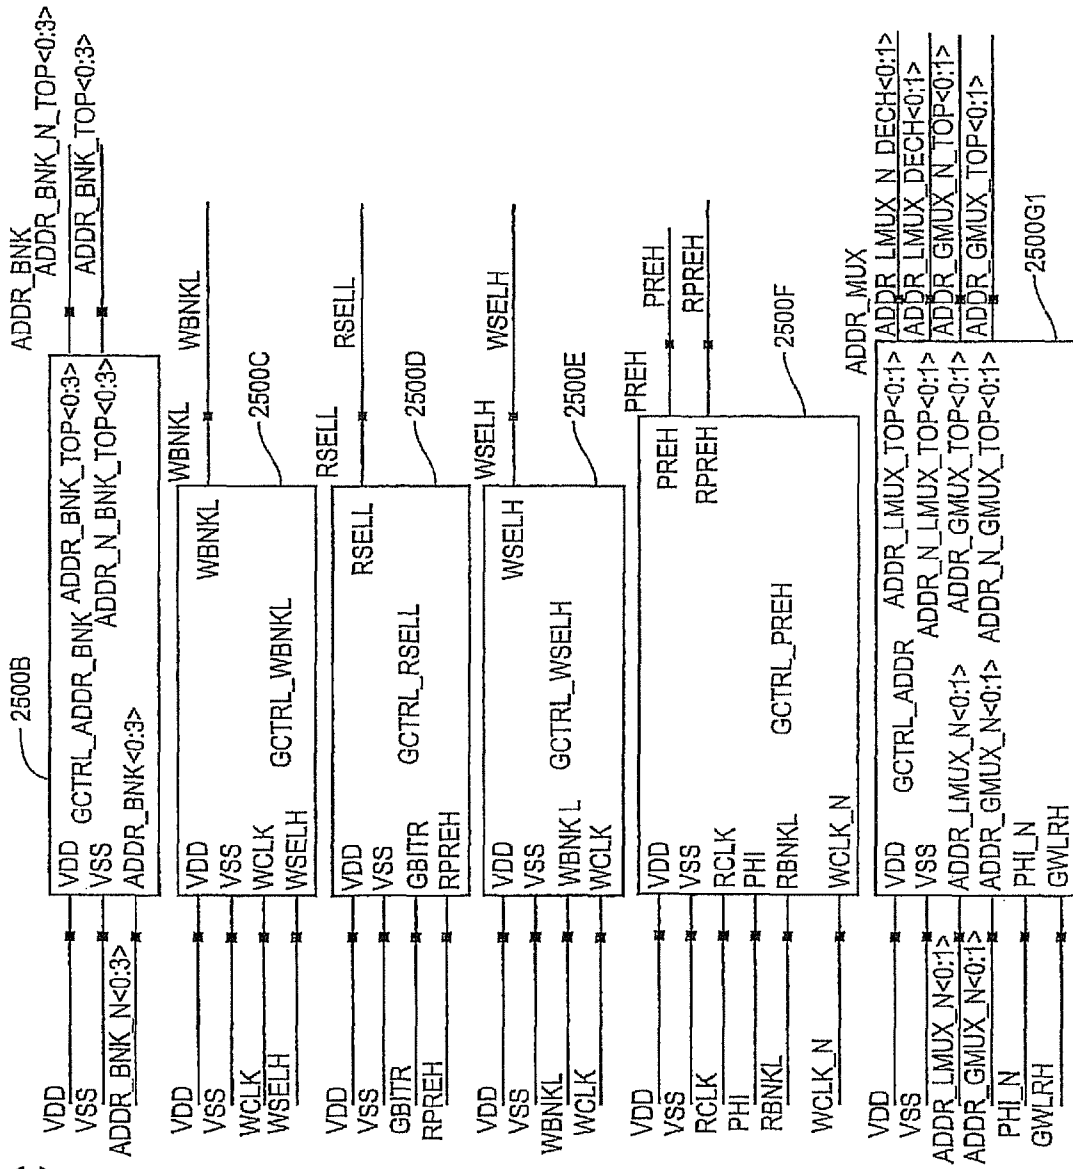 ADDR_BNK
2500B
VDD
VSS
ADDR_BNK_N<0:3>
VDD
VSS
ADDR_BNK<0:3>
GCTRL_ADDR_BNK
ADDR_BNK_TOP<0:3>
ADDR_N_BNK_TOP<0:3>
ADDR_BNK_N_TOP<0:3>
ADDR_BNK_TOP<0:3>
WBNKL
VDD
VSS
WCLK
WSELH
VDD
VSS
WCLK
WSELH
GCTRL_WBNKL
WBNKL
WBNKL
2500C
RSELL
VDD
VSS
GBITR
RPREH
VDD
VSS
GBITR
RPREH
GCTRL_RSELL
RSELL
RSELL
2500D
WSELH
VDD
VSS
WBNKL
WCLK
VDD
VSS
WBNK L
WCLK
GCTRL_WSELH
WSELH
WSELH
2500E
PREH
VDD
VSS
RCLK
PHI
RBNKL
WCLK_N
VDD
VSS
RCLK
PHI
RBNKL
WCLK_N
GCTRL_PREH
PREH
RPREH
PREH
RPREH
2500F
ADDR_MUX
VDD
VSS
ADDR_LMUX_N<0:1>
ADDR_GMUX_N<0:1>
PHI_N
GWLRH
VDD
VSS
ADDR_LMUX_N<0:1>
ADDR_GMUX_N<0:1>
PHI_N
GWLRH
GCTRL_ADDR
ADDR_LMUX_TOP<0:1>
ADDR_N_LMUX_TOP<0:1>
ADDR_GMUX_TOP<0:1>
ADDR_N_GMUX_TOP<0:1>
ADDR_LMUX_N_DECH<0:1>
ADDR_LMUX_DECH<0:1>
ADDR_GMUX_N_TOP<0:1>
ADDR_GMUX_TOP<0:1>
2500G1